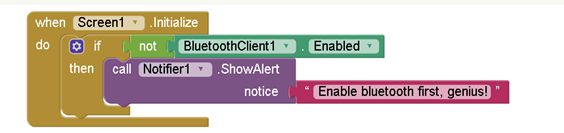 when Screen1 .Initialize
do if not BluetoothClient1 . Enabled
then call Notifier1 .ShowAlert
notice " Enable bluetooth first, genius! "